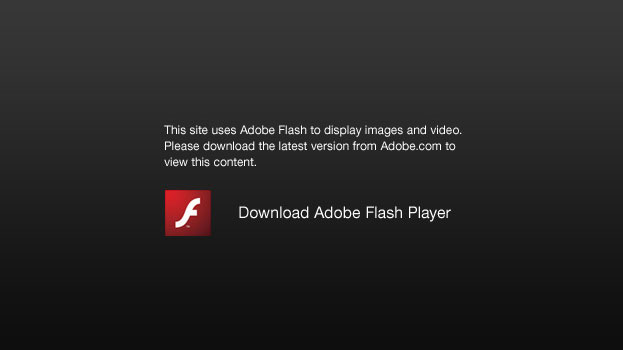 This site uses Adobe Flash to display images and video.
Please download the latest version from Adobe.com to
view this content.
Download Adobe Flash Player